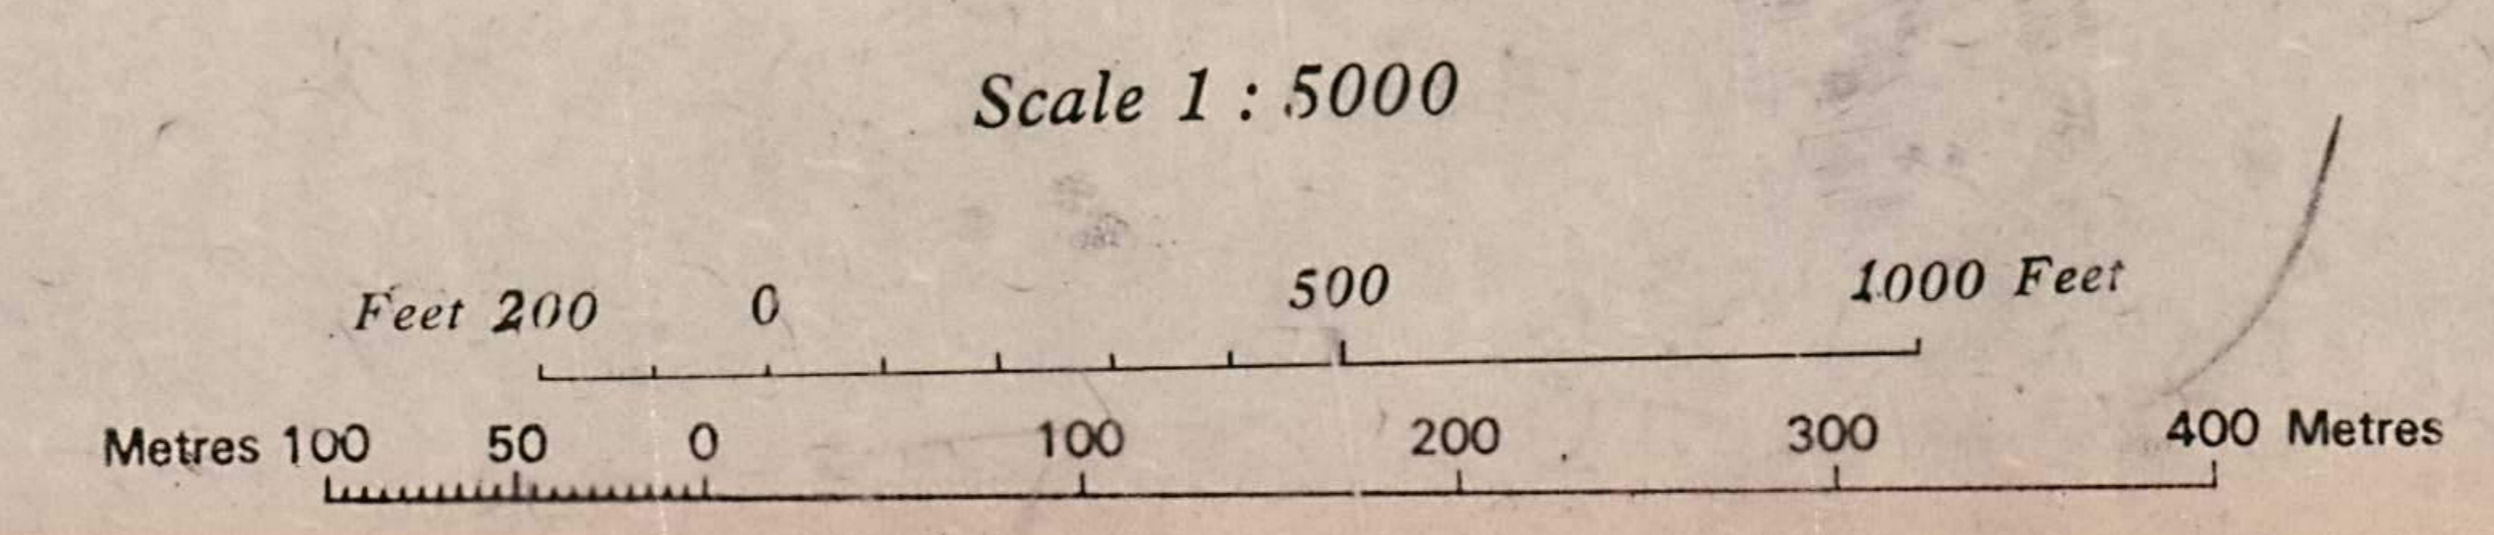 Scale 1 : 5000
Feet 200 0 500 1000 Feet
Metres 100 50 0 100 200 300 400 Metres